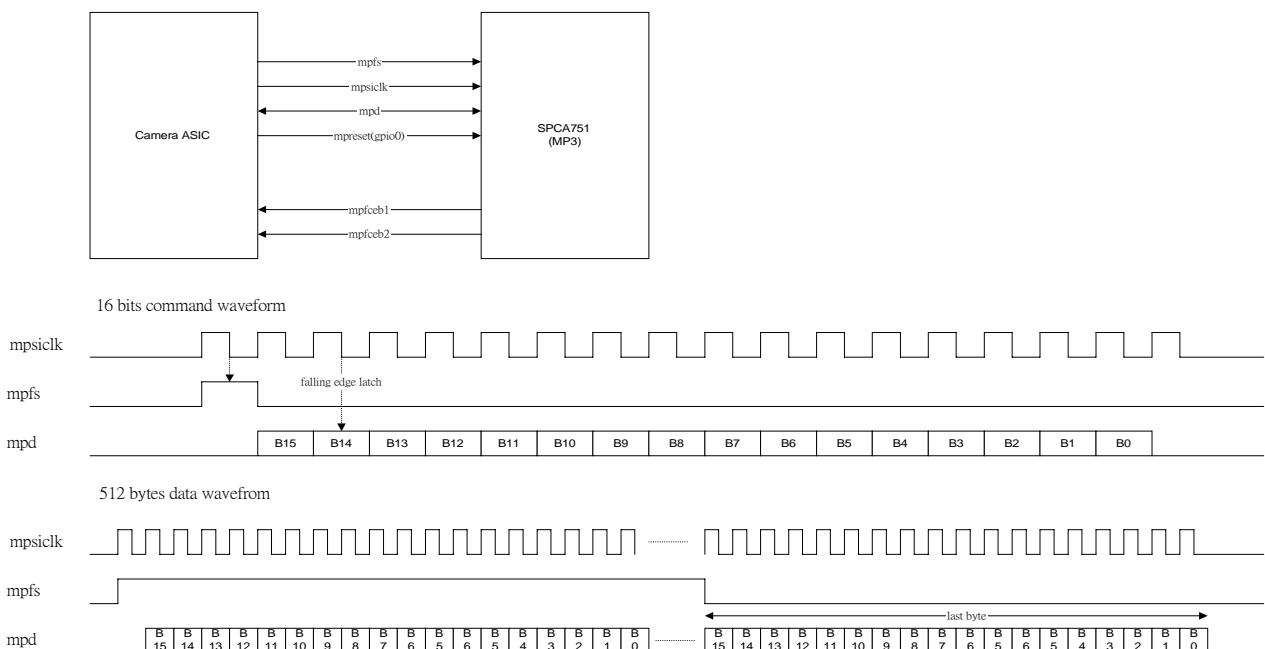 mpfs
mpsiclk
mpd
Camera ASIC
mpreset(gpio0)
SPCA751
(MP3)
mpfceb1
mpfceb2
16 bits command waveform
mpsiclk
falling edge latch
mpfs
mpd
B15 B14 B13 B12 B11 B10 B9 B8 B7 B6 B5 B4 B3 B2 B1 B0
512 bytes data wavefrom
mpsiclk
mpfs
last byte
mpd
B B B B B B B B B B B B B B B B B B B B B B B B B B B B B B B B B B B B
15 14 13 12 11 10 9 8 7 6 5 6 5 4 3 2 1 0 15 14 13 12 11 10 9 8 7 6 5 6 5 4 3 2 1 0